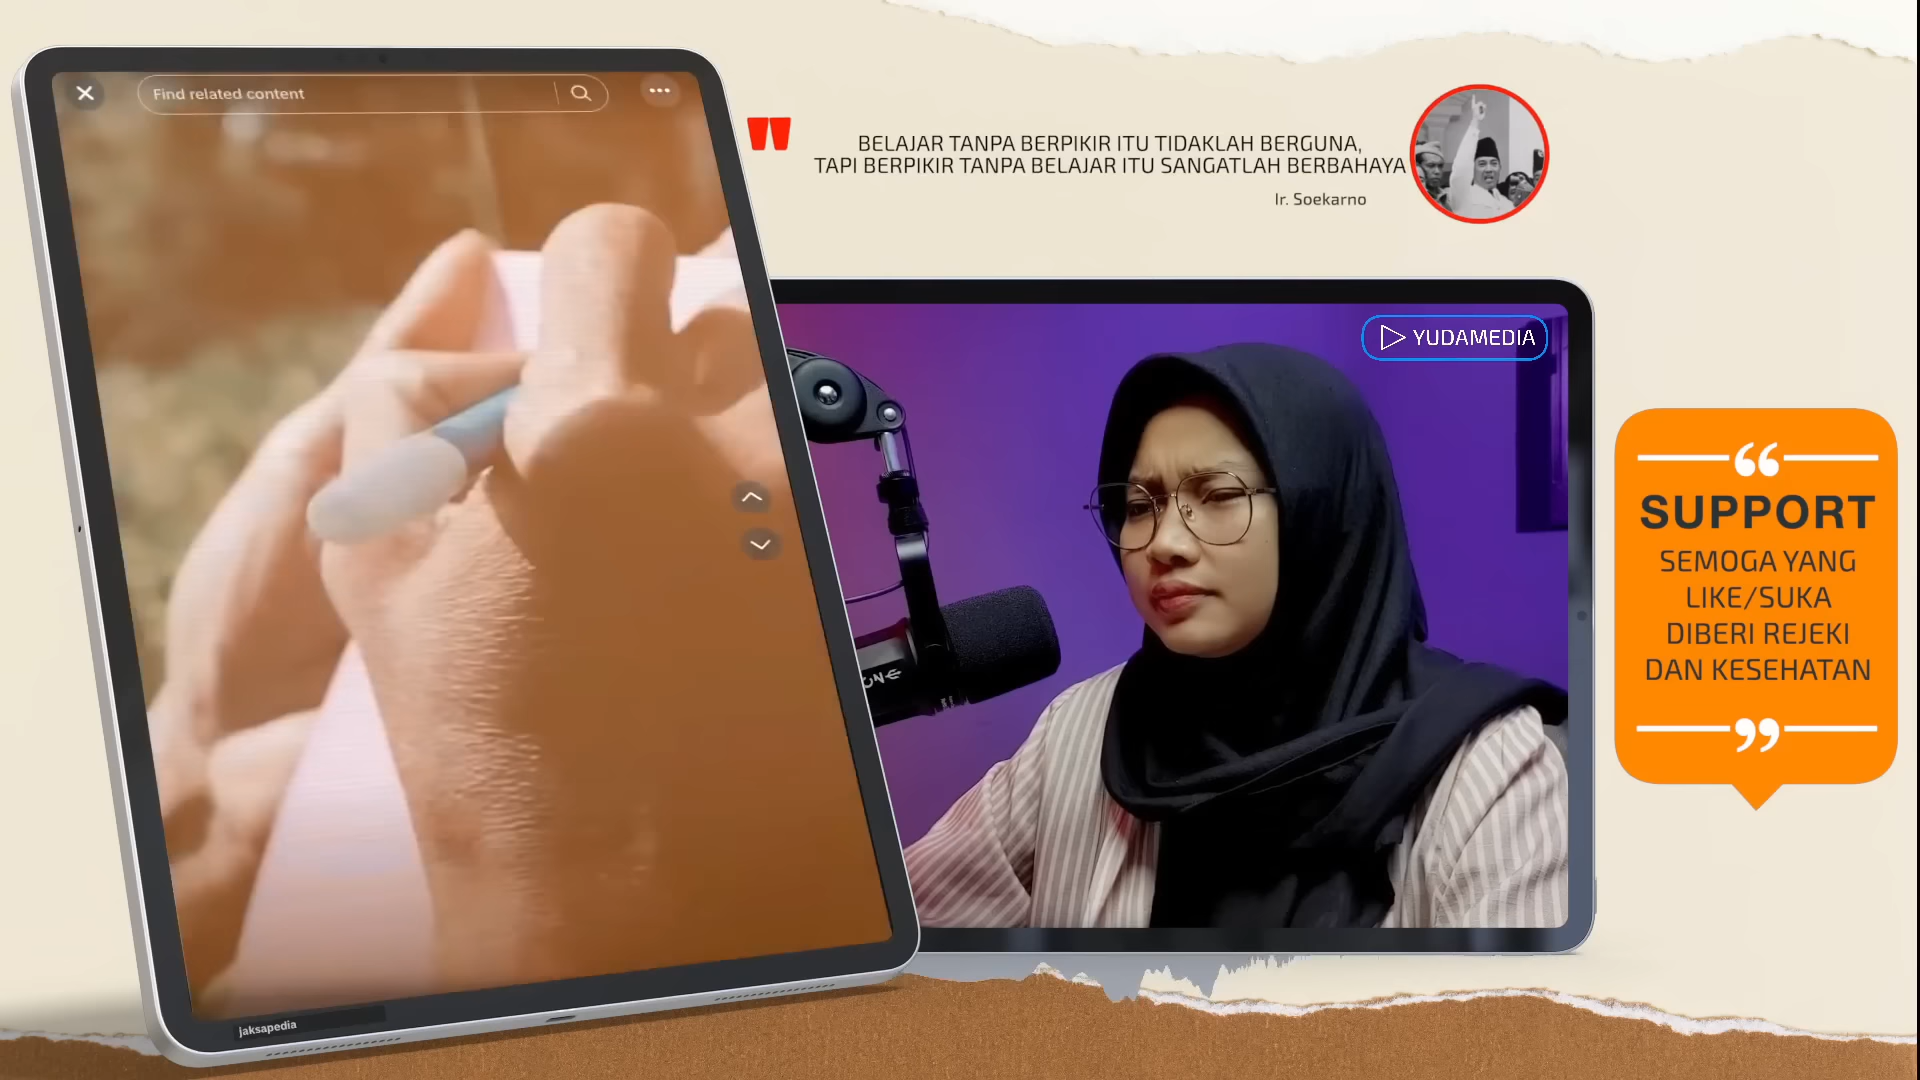 Find related content
BELAJAR TANPA BERPIKIR ITU TIDAKLAH BERGUNA,
TAPI BERPIKIR TANPA BELAJAR ITU SANGATLAH BERBAHAYA
Ir. Soekarno
YUDAMEDIA
SUPPORT
SEMOGA YANG
LIKE/SUKA
DIBERI REJEKI
DAN KESEHATAN
jaksapedia